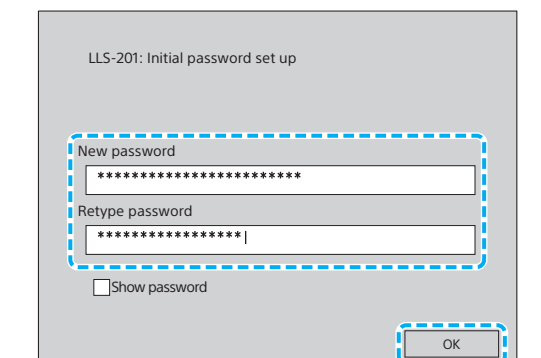 LLS-201: Initial password set up
New password
************************
Retype password
*****************|
Show password
OK